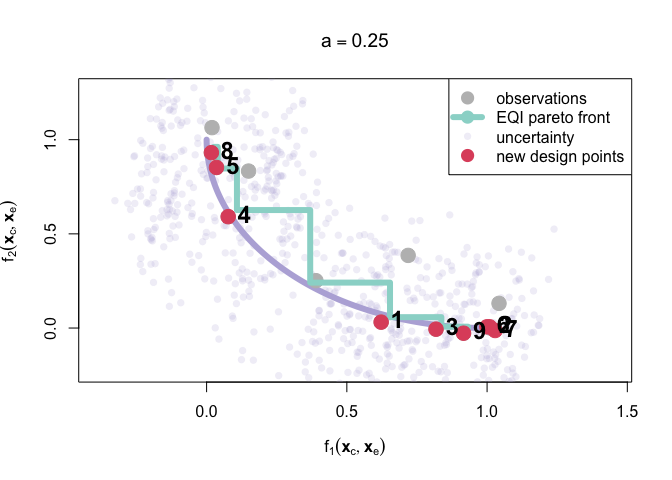 a = 0.25
observations
EQI pareto front
uncertainty
new design points
f₂(xc, xe)
1.0
0.5
0.0
8
5
4
1
3
9
7
0.0 0.5 1.0 1.5
f₁(xc, xe)